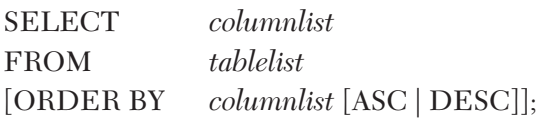 SELECT columnlist
FROM tablelist
[ORDER BY columnlist [ASC | DESC]];